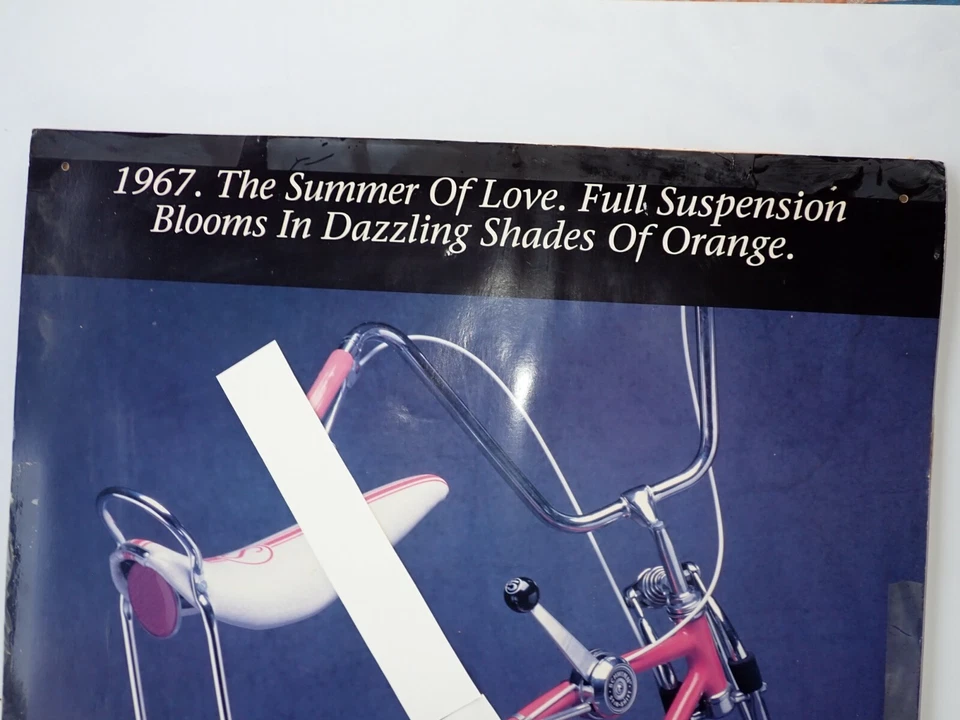 1967. The Summer Of Love. Full Suspension
Blooms In Dazzling Shades Of Orange.